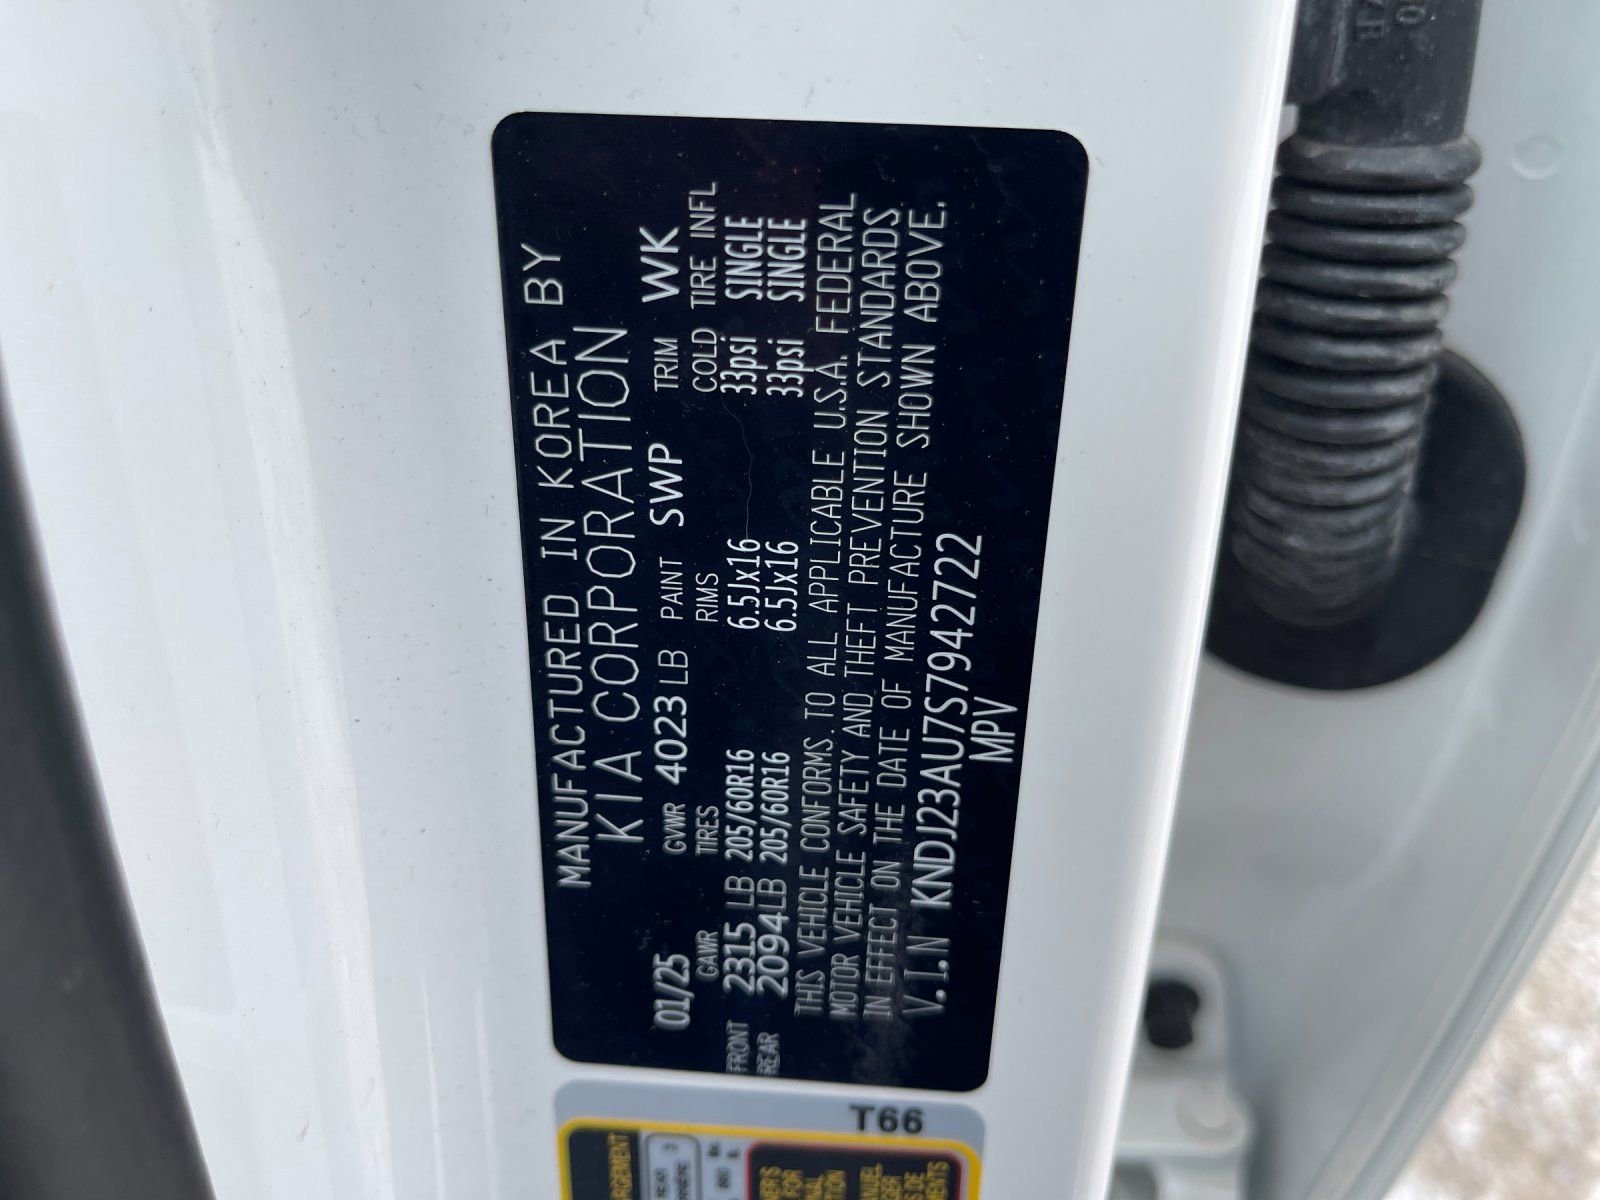 MANUFACTURED IN KOREA BY
KIA CORPORATION
01/25 GVWR 4023 LB PAINT SWP TRIM WK
GAWR TIRES RIMS COLD TIRE INFL
FRONT 2315 LB 205/60R16 6.5Jx16 33psi SINGLE
REAR 2094 LB 205/60R16 6.5Jx16 33psi SINGLE
THIS VEHICLE CONFORMS TO ALL APPLICABLE U.S.A. FEDERAL
MOTOR VEHICLE SAFETY AND THEFT PREVENTION STANDARDS
IN EFFECT ON THE DATE OF MANUFACTURE SHOWN ABOVE.
V.I.N KNDJ23AU7S7942722
MPV
T66